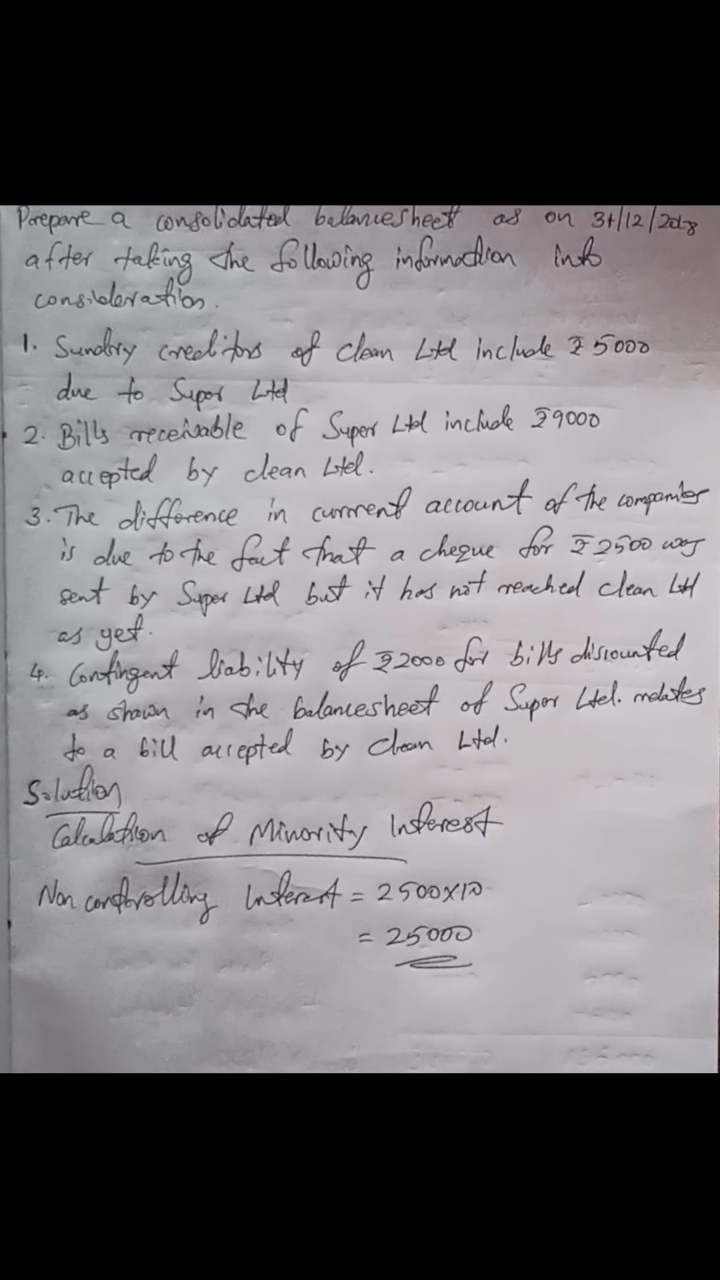 Prepare a consolidated balancesheet as on 31/12/2018
after taking the following information into
consideration.
1. Sundry creditors of Clean Ltd include ₹5000
due to Super Ltd
2. Bills receivable of Super Ltd include ₹9000
accepted by clean Ltd.
3. The difference in current account of the companies
is due to the fact that a cheque for ₹2500 was
sent by Super Ltd but it has not reached clean Ltd
as yet.
4. Contingent liability of ₹2000 for bills discounted
as shown in the balancesheet of Super Ltd. relates
to a bill accepted by Clean Ltd.
Solution
Calculation of Minority Interest
Non controlling Interest = 2500×10
= 25000